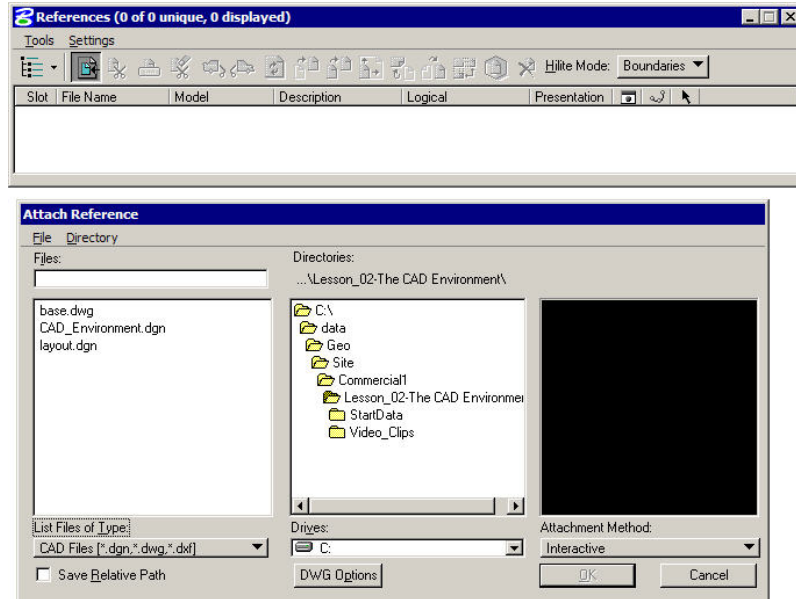 References (0 of 0 unique, 0 displayed)
Tools Settings
Hilite Mode: Boundaries
Slot File Name Model Description Logical Presentation
Attach Reference
File Directory
Files: Directories:
...\Lesson_02-The CAD Environment\
base.dwg
CAD_Environment.dgn
layout.dgn
C:\
data
Geo
Site
Commercial1
Lesson_02-The CAD Environmer
StartData
Video_Clips
List Files of Type: Drives: Attachment Method:
CAD Files [*.dgn,*.dwg,*.dxf] C: Interactive
Save Relative Path DWG Options OK Cancel